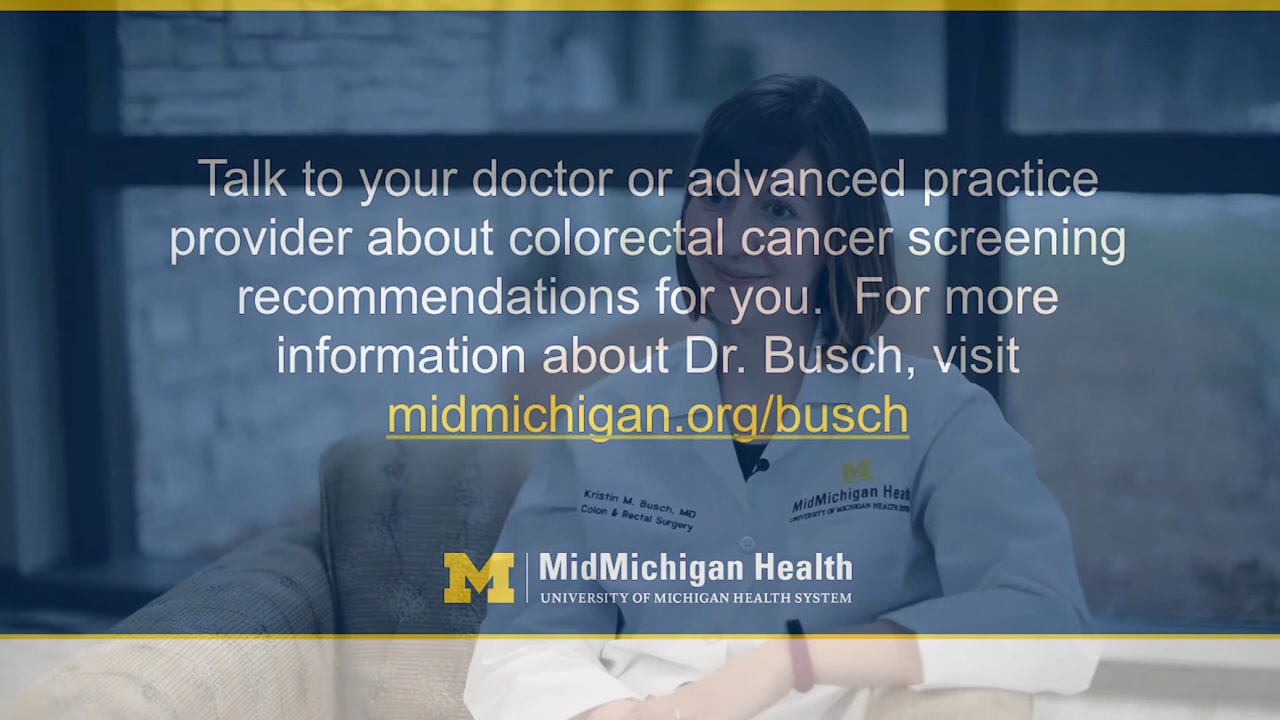 Talk to your doctor or advanced practice
provider about colorectal cancer screening
recommendations for you.  For more
information about Dr. Busch, visit
midmichigan.org/busch
Kristin M. Busch, MD
Colon & Rectal Surgery
M
MidMichigan Health
UNIVERSITY OF MICHIGAN HEALTH
M
MidMichigan Health
UNIVERSITY OF MICHIGAN HEALTH SYSTEM